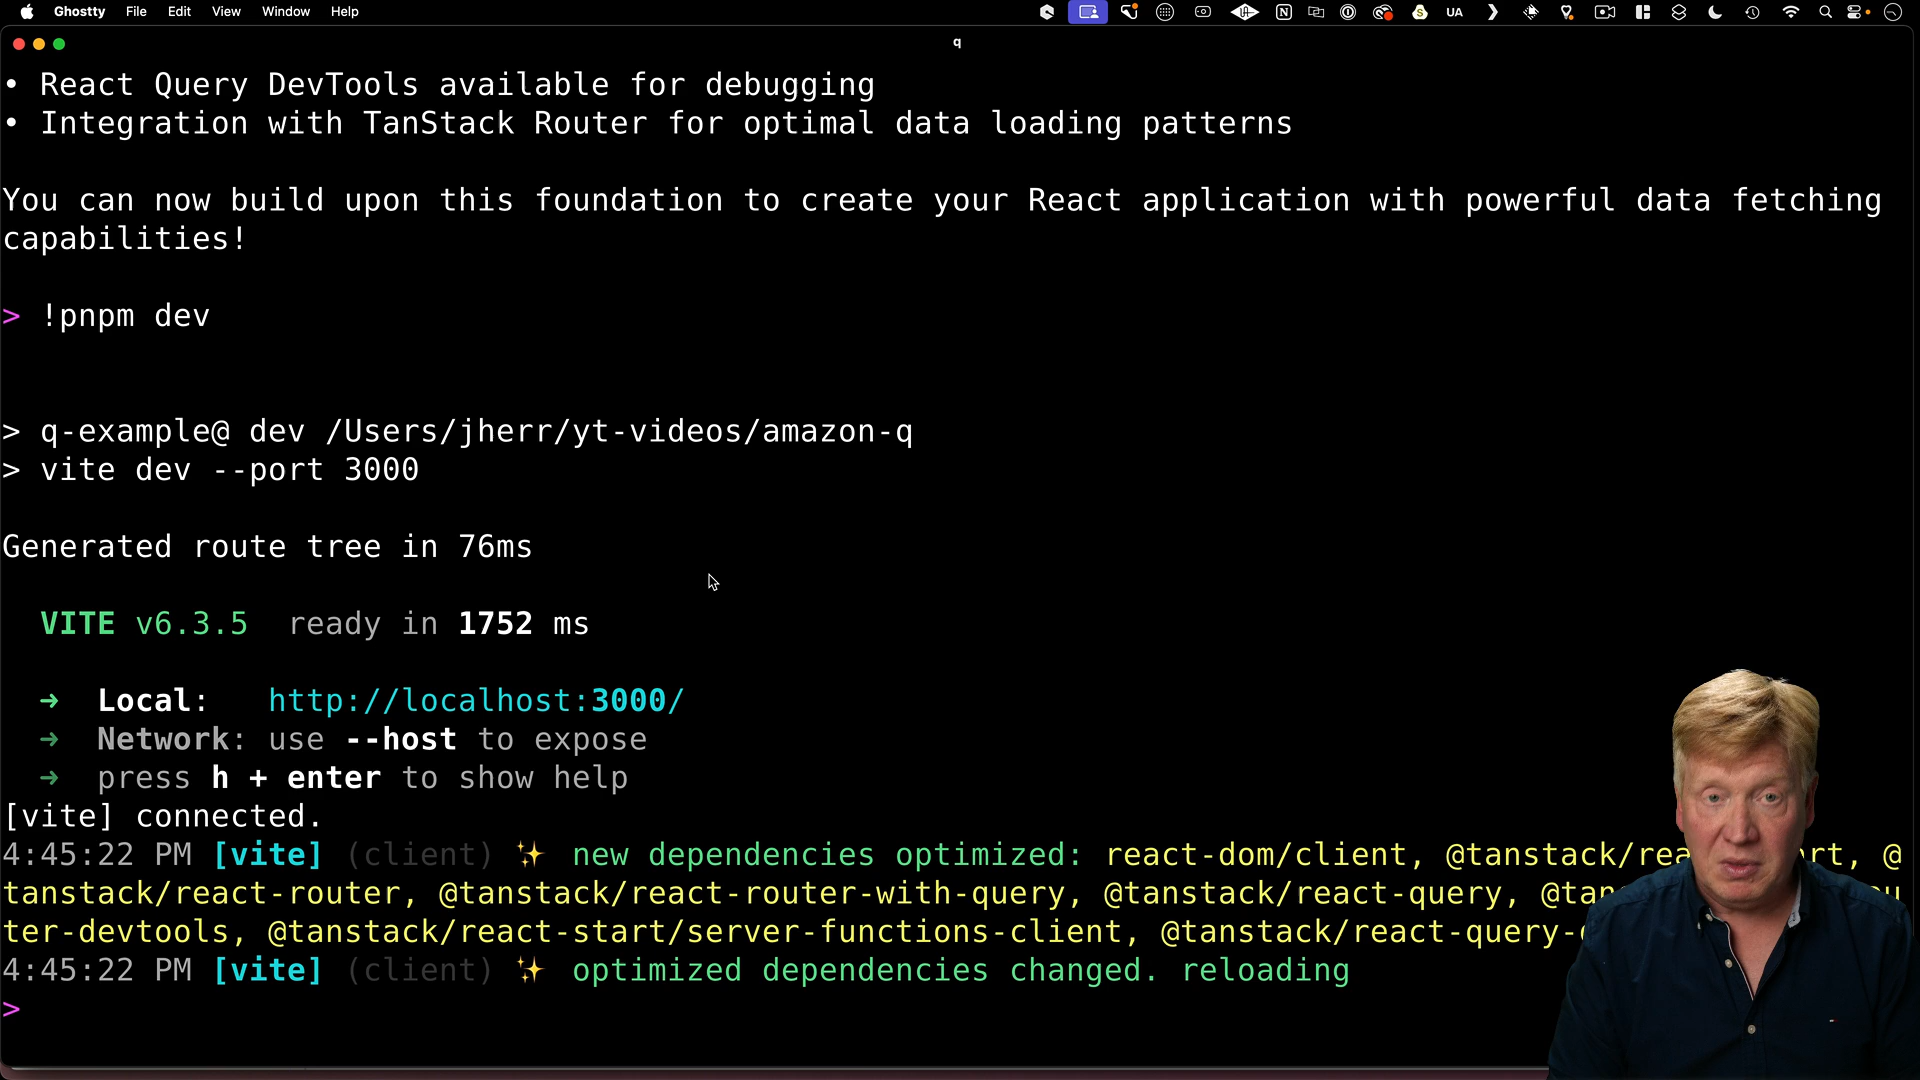 Ghostty File Edit View Window Help
UA
q
• React Query DevTools available for debugging
• Integration with TanStack Router for optimal data loading patterns
You can now build upon this foundation to create your React application with powerful data fetching
capabilities!
> !pnpm dev
> q-example@ dev /Users/jherr/yt-videos/amazon-q
> vite dev --port 3000
Generated route tree in 76ms
VITE v6.3.5 ready in 1752 ms
➜ Local: http://localhost:3000/
➜ Network: use --host to expose
➜ press h + enter to show help
[vite] connected.
4:45:22 PM [vite] (client) ✨ new dependencies optimized: react-dom/client, @
tanstack/react-router, @tanstack/react-router-with-query, @tanstack/react-query,
ter-devtools, @tanstack/react-start/server-functions-client,
4:45:22 PM [vite] (client) ✨ optimized dependencies changed. reloading
>